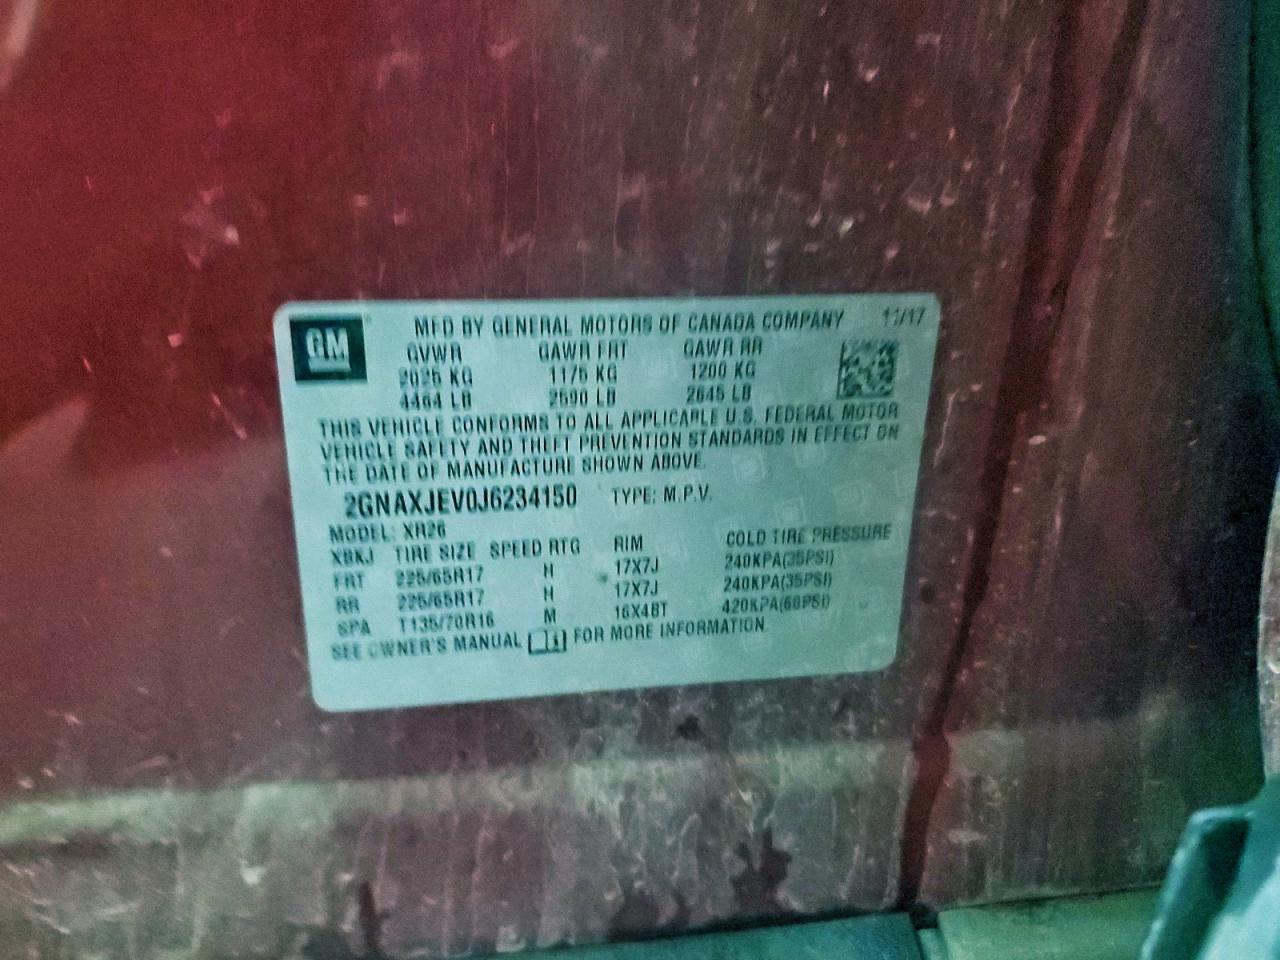 GM
MFD BY GENERAL MOTORS OF CANADA COMPANY 11/17
GVWR GAWR FRT GAWR RR
2025 KG 1175 KG 1200 KG
4464 LB 2590 LB 2645 LB
THIS VEHICLE CONFORMS TO ALL APPLICABLE U.S. FEDERAL MOTOR
VEHICLE SAFETY AND THEFT PREVENTION STANDARDS IN EFFECT ON
THE DATE OF MANUFACTURE SHOWN ABOVE.
2GNAXJEV0J6234150 TYPE: M.P.V.
MODEL: XR26
XBKJ TIRE SIZE SPEED RTG RIM COLD TIRE PRESSURE
FRT 225/65R17 H 17X7J 240KPA(35PSI)
RR 225/65R17 H 17X7J 240KPA(35PSI)
SPA T135/70R16 M 16X4BT 420KPA(60PSI)
SEE OWNER'S MANUAL FOR MORE INFORMATION.